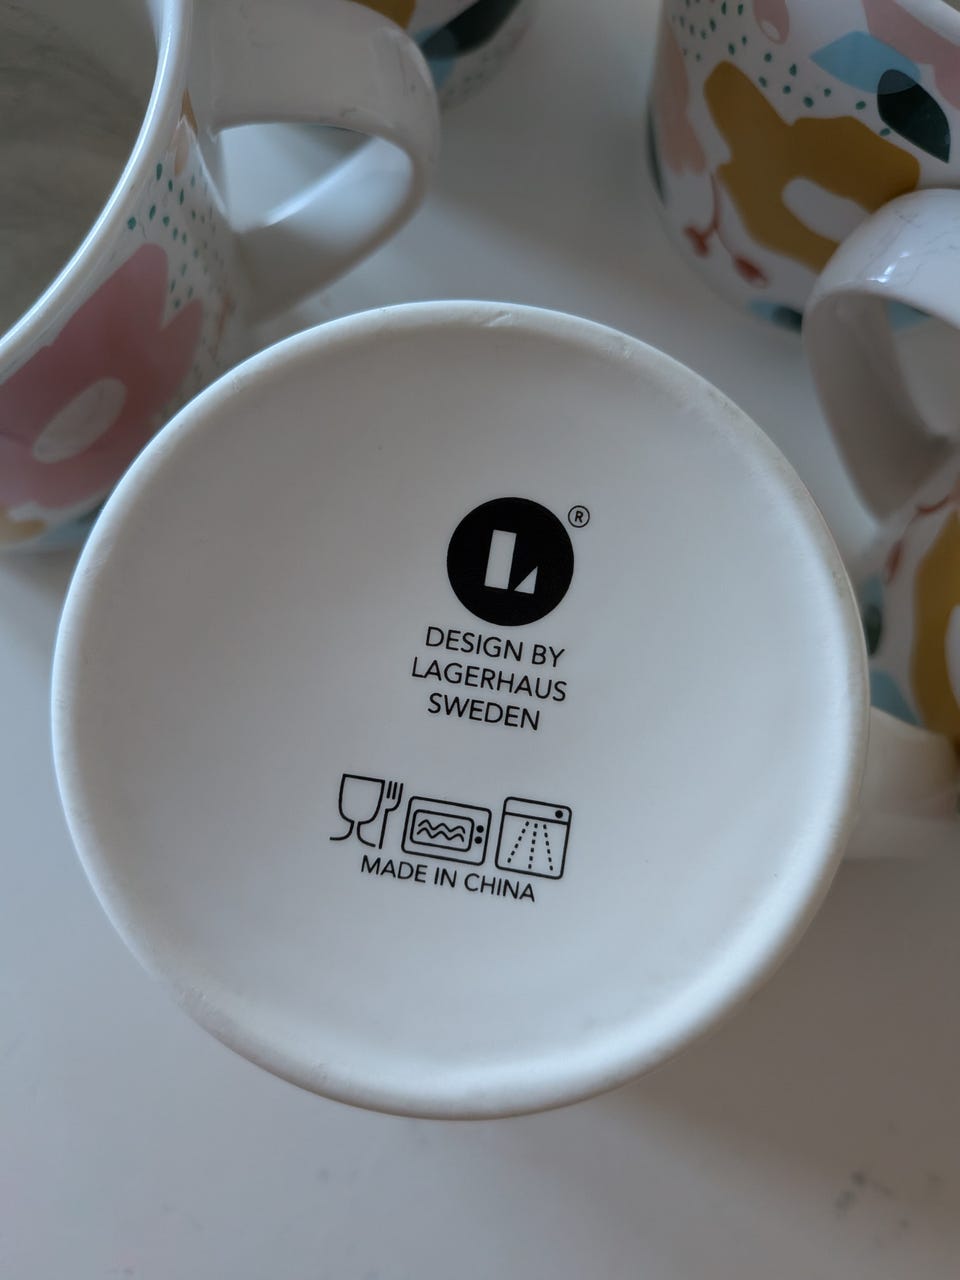 L ®
DESIGN BY
LAGERHAUS
SWEDEN
MADE IN CHINA